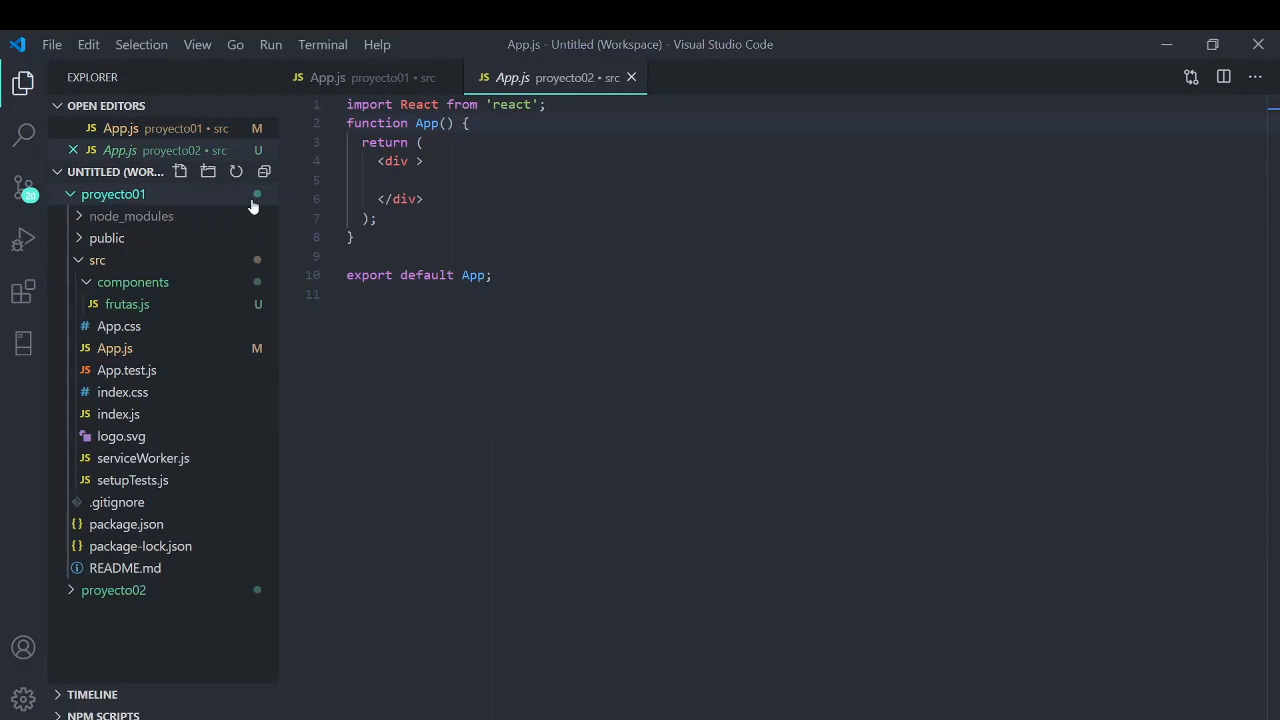 File Edit Selection View Go Run Terminal Help App.js - Untitled (Workspace) - Visual Studio Code
EXPLORER
App.js proyecto01 • src
App.js proyecto02 • src
OPEN EDITORS
App.js proyecto01 • src M
App.js proyecto02 • src U
UNTITLED (WOR...
20
proyecto01
node_modules
public
src
components
JS frutas.js U
# App.css
JS App.js M
JS App.test.js
# index.css
JS index.js
logo.svg
JS serviceWorker.js
JS setupTests.js
.gitignore
{} package.json
{} package-lock.json
README.md
proyecto02
TIMELINE
NPM SCRIPTS
1 import React from 'react';
2 function App() {
3 return (
4 <div >
5
6 </div>
7 );
8 }
9
10 export default App;
11